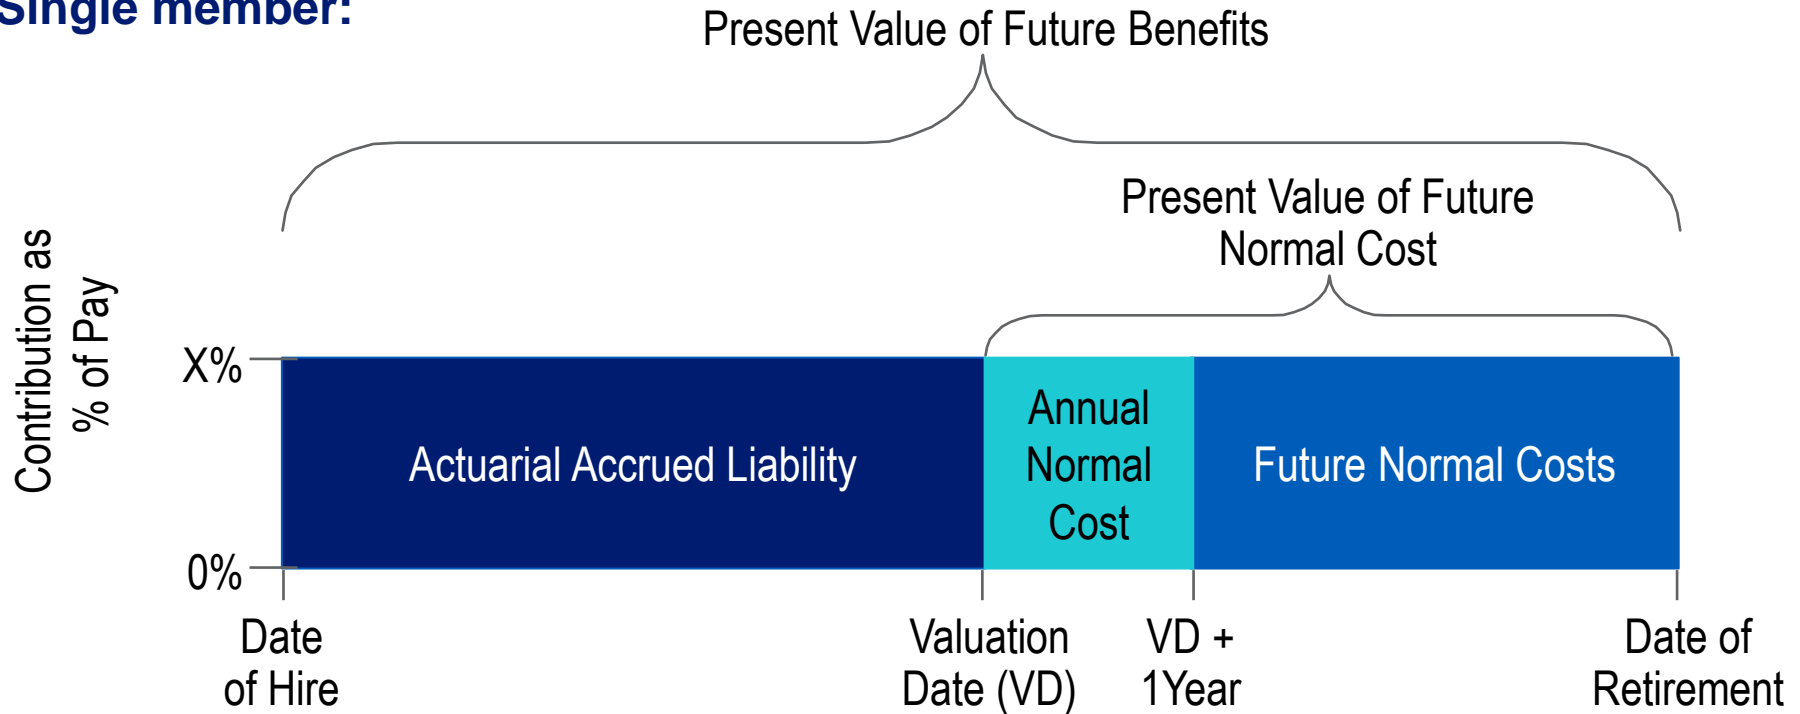 Single member:
Present Value of Future Benefits
Present Value of Future
Normal Cost
Contribution as
% of Pay
X%
0%
Actuarial Accrued Liability
Annual
Normal
Cost
Future Normal Costs
Date
of Hire
Valuation
Date (VD)
VD +
1Year
Date of
Retirement